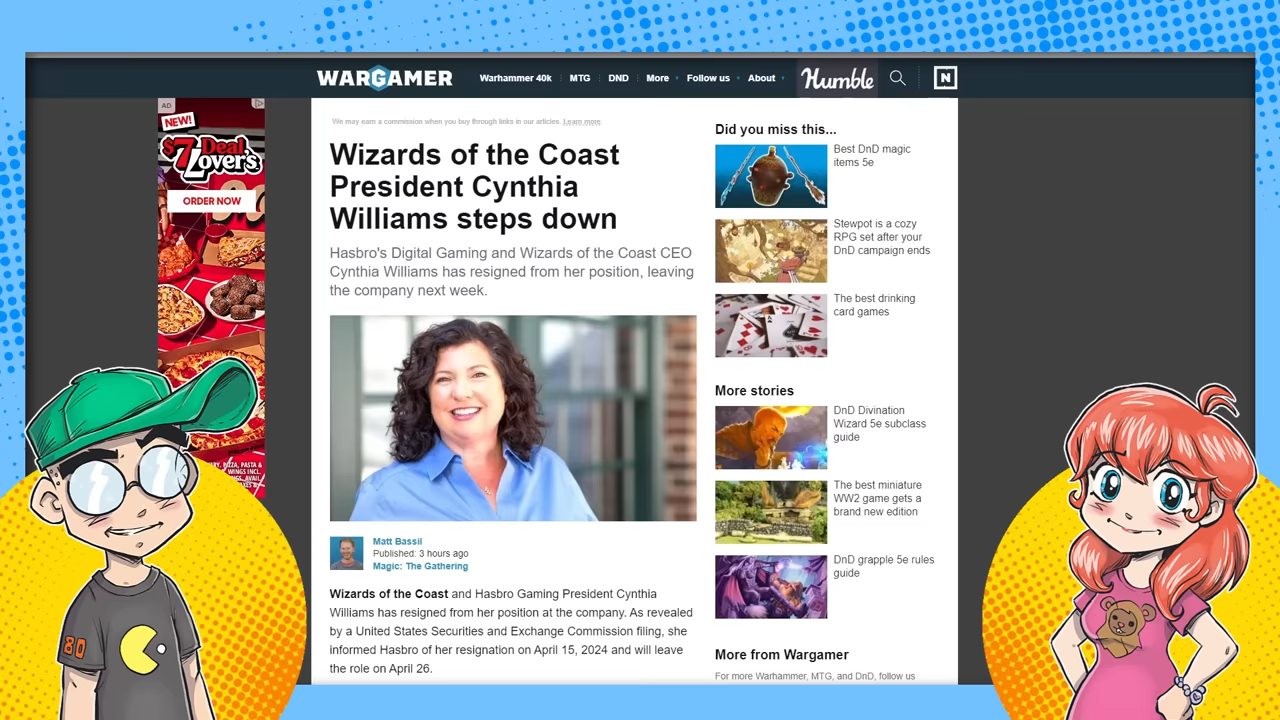 WARGAMER
Warhammer 40k
MTG
DND
More
Follow us
About
Humble
N
AD
NEW!
$7 Deal
Lover's
ORDER NOW
We may earn a commission when you buy through links in our articles. Learn more.
Wizards of the Coast
President Cynthia
Williams steps down
Hasbro's Digital Gaming and Wizards of the Coast CEO
Cynthia Williams has resigned from her position, leaving
the company next week.
Matt Bassil
Published: 3 hours ago
Magic: The Gathering
Wizards of the Coast and Hasbro Gaming President Cynthia
Williams has resigned from her position at the company. As revealed
by a United States Securities and Exchange Commission filing, she
informed Hasbro of her resignation on April 15, 2024 and will leave
the role on April 26.
Did you miss this...
Best DnD magic
items 5e
Stewpot is a cozy
RPG set after your
DnD campaign ends
The best drinking
card games
More stories
DnD Divination
Wizard 5e subclass
guide
The best miniature
WW2 game gets a
brand new edition
DnD grapple 5e rules
guide
More from Wargamer
For more Warhammer, MTG, and DnD, follow us
PIZZA, PASTA &
WINGS INCL.
80